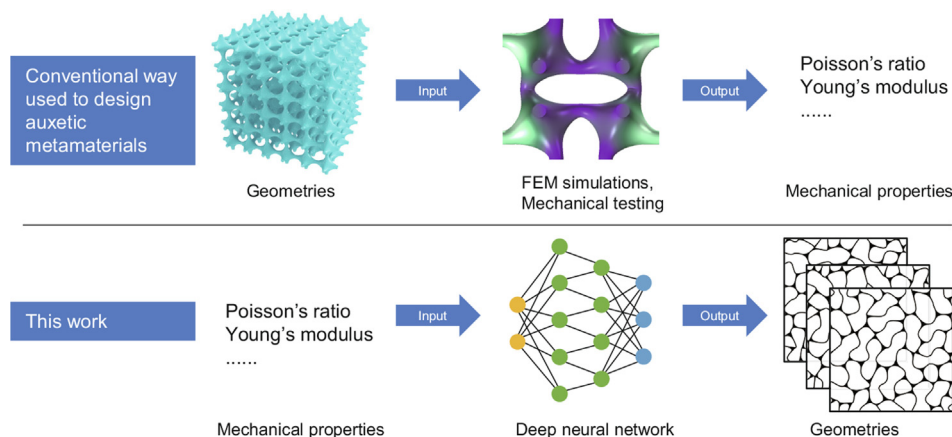 Conventional way
used to design
auxetic
metamaterials
Input
Output
Poisson's ratio
Young's modulus
......
Geometries
FEM simulations,
Mechanical testing
Mechanical properties
This work
Poisson's ratio
Young's modulus
......
Input
Output
Mechanical properties
Deep neural network
Geometries